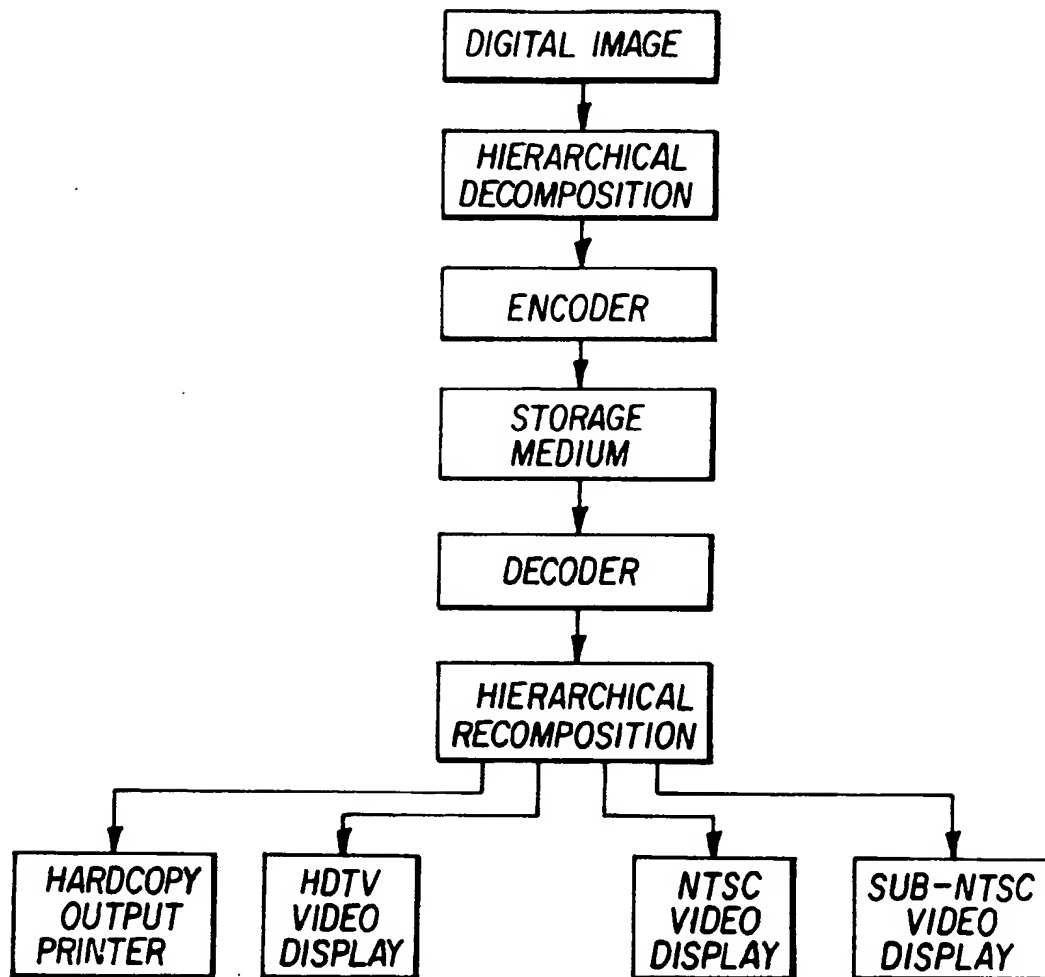 DIGITAL IMAGE
HIERARCHICAL
DECOMPOSITION
ENCODER
STORAGE
MEDIUM
DECODER
HIERARCHICAL
RECOMPOSITION
HARDCOPY
OUTPUT
PRINTER
HDTV
VIDEO
DISPLAY
NTSC
VIDEO
DISPLAY
SUB-NTSC
VIDEO
DISPLAY